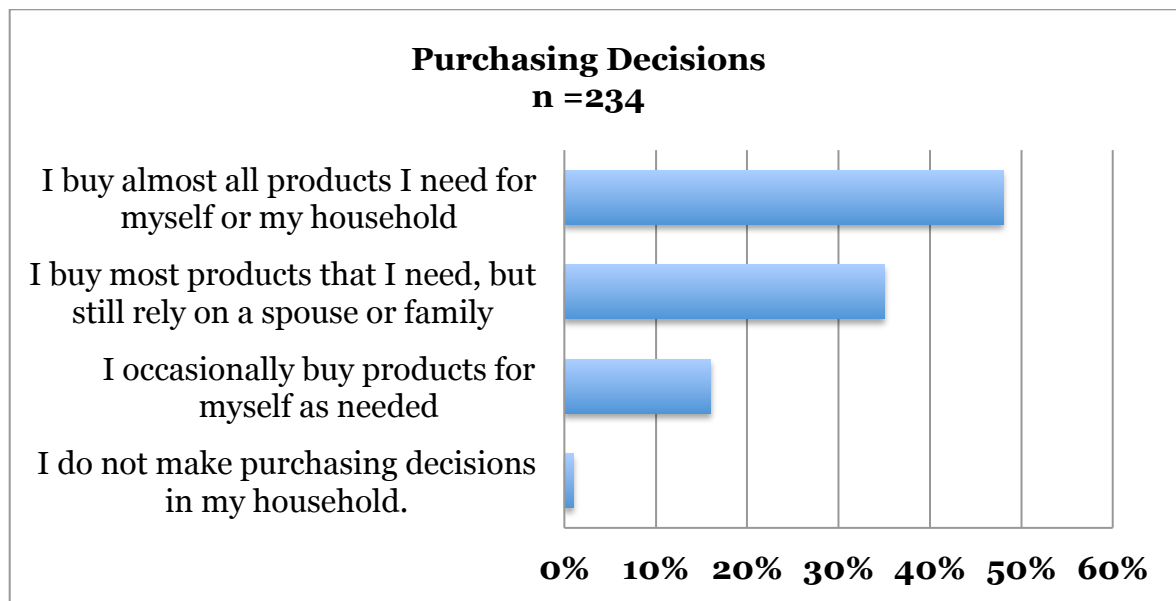 Purchasing Decisions
n =234
I buy almost all products I need for
myself or my household
I buy most products that I need, but
still rely on a spouse or family
I occasionally buy products for
myself as needed
I do not make purchasing decisions
in my household.
0% 10% 20% 30% 40% 50% 60%